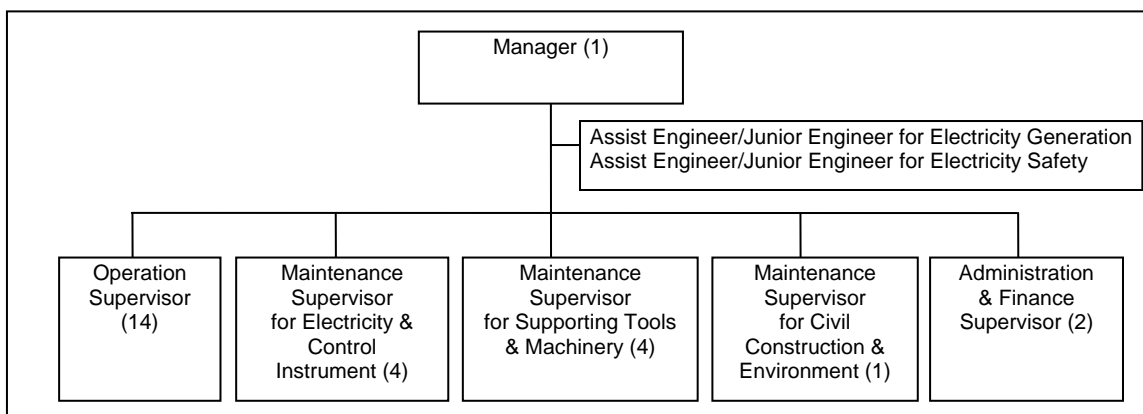 Manager (1)
Assist Engineer/Junior Engineer for Electricity Generation
Assist Engineer/Junior Engineer for Electricity Safety
Operation
Supervisor
(14)
Maintenance
Supervisor
for Electricity &
Control
Instrument (4)
Maintenance
Supervisor
for Supporting Tools
& Machinery (4)
Maintenance
Supervisor
for Civil
Construction &
Environment (1)
Administration
& Finance
Supervisor (2)